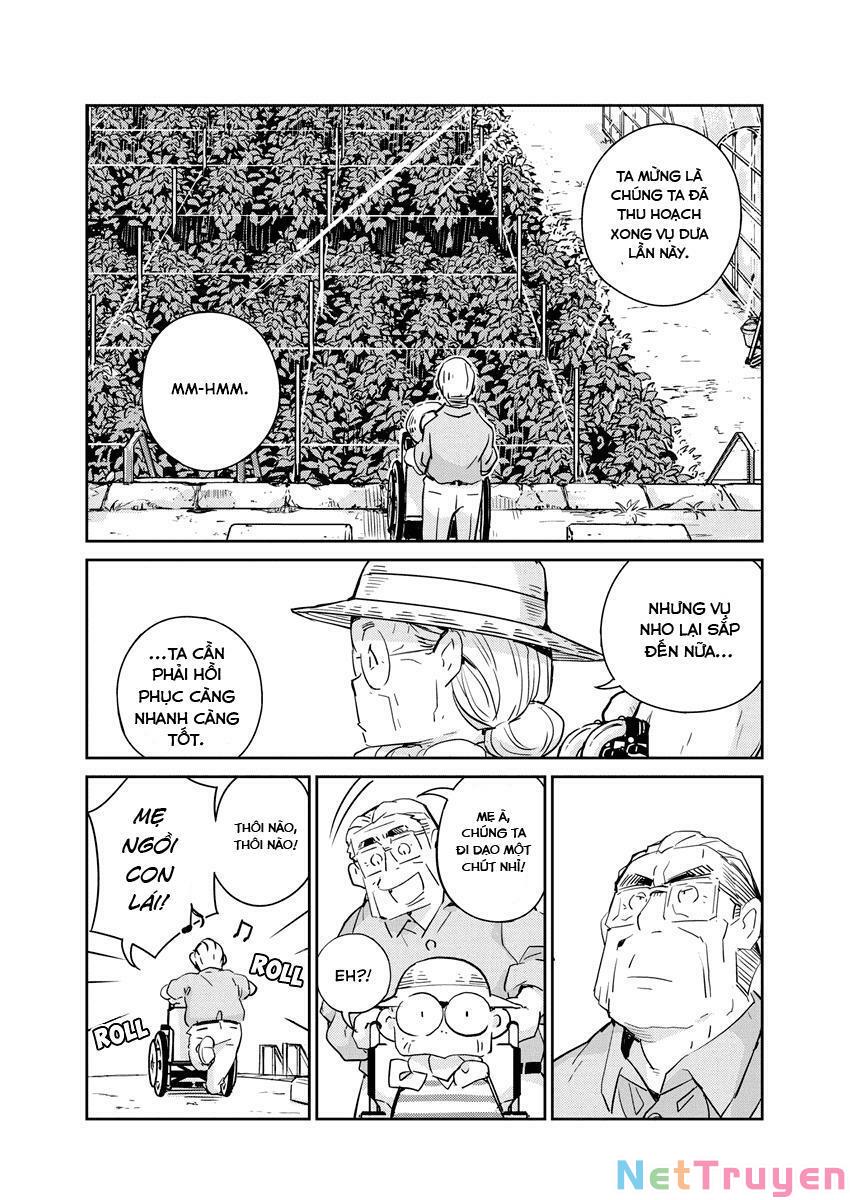 TA MỪNG LÀ
CHÚNG TA ĐÃ
THU HOẠCH
XONG VỤ DƯA
LẦN NÀY.
MM-HMM.
NHƯNG VỤ
NHO LẠI SẮP
ĐẾN NỮA...
...TA CẦN
PHẢI HỒI
PHỤC CÀNG
NHANH CÀNG
TỐT.
MẸ À,
CHÚNG TA
ĐI DẠO MỘT
CHÚT NHỈ!
EH?!
THÔI NÀO,
THÔI NÀO!
MẸ
NGỒI
CON
LÁI!
ROLL
ROLL
NetTruyen